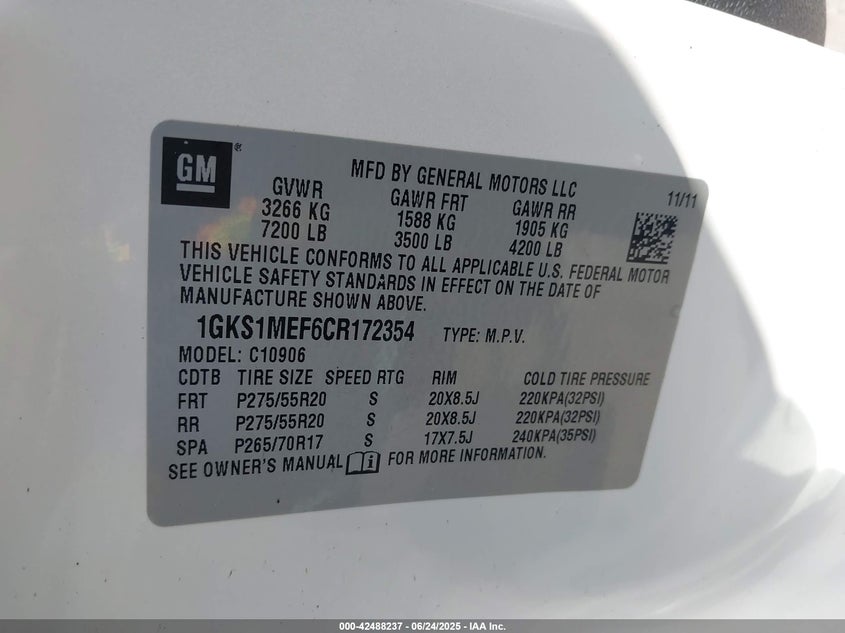 GM®
MFD BY GENERAL MOTORS LLC
11/11
GVWR GAWR FRT GAWR RR
3266 KG 1588 KG 1905 KG
7200 LB 3500 LB 4200 LB
THIS VEHICLE CONFORMS TO ALL APPLICABLE U.S. FEDERAL MOTOR
VEHICLE SAFETY STANDARDS IN EFFECT ON THE DATE OF
MANUFACTURE SHOWN ABOVE.
1GKS1MEF6CR172354 TYPE: M.P.V.
MODEL: C10906
CDTB TIRE SIZE SPEED RTG RIM COLD TIRE PRESSURE
FRT P275/55R20 S 20X8.5J 220KPA(32PSI)
RR P275/55R20 S 20X8.5J 220KPA(32PSI)
SPA P265/70R17 S 17X7.5J 240KPA(35PSI)
SEE OWNER'S MANUAL FOR MORE INFORMATION.
000-42488237 - 06/24/2025 - IAA Inc.